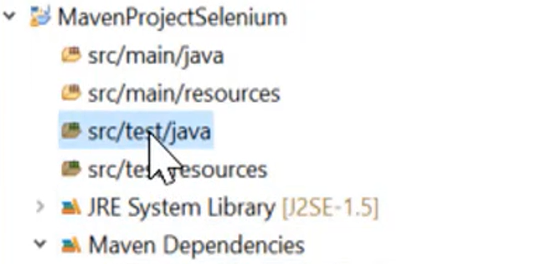 MavenProjectSelenium
src/main/java
src/main/resources
src/test/java
src/test/resources
JRE System Library [J2SE-1.5]
Maven Dependencies